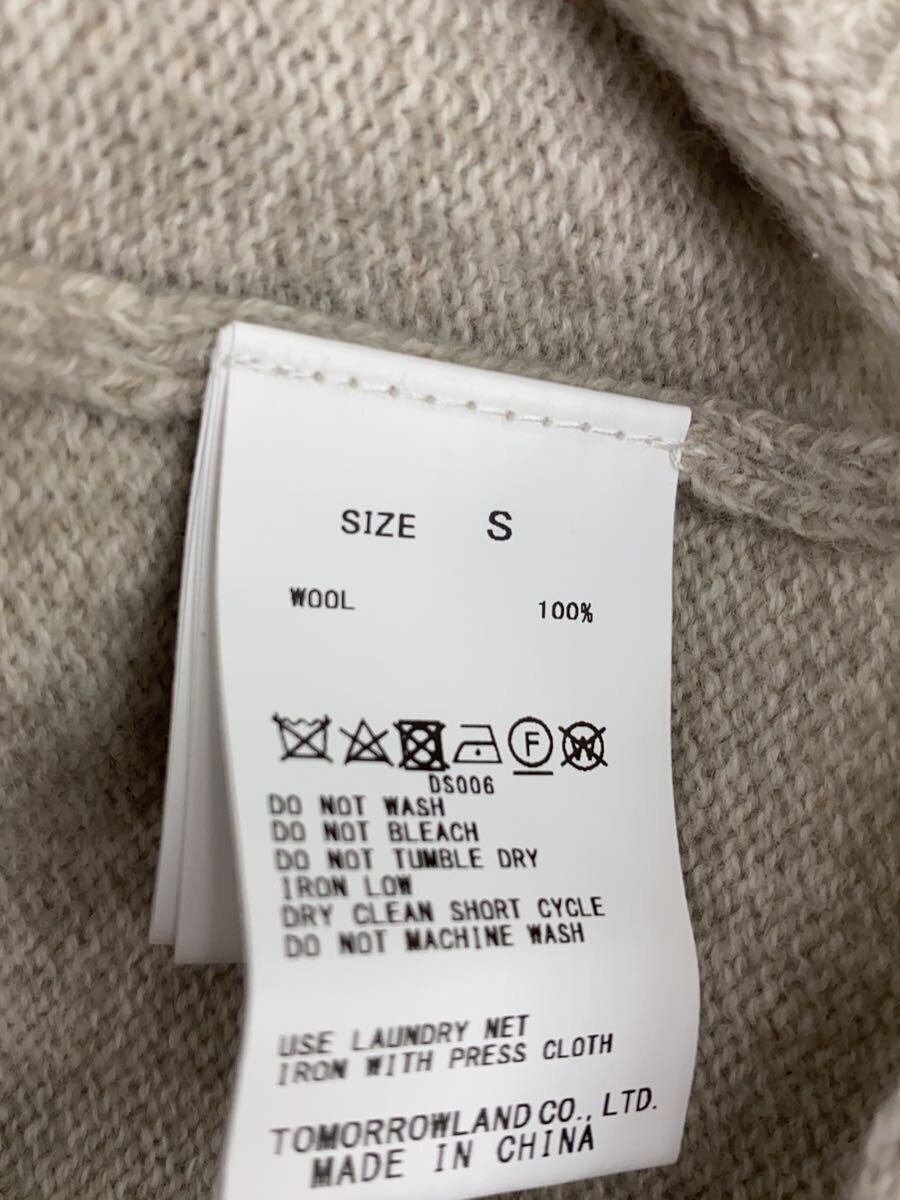 SIZE S
WOOL 100%
F W
DS006
DO NOT WASH
DO NOT BLEACH
DO NOT TUMBLE DRY
IRON LOW
DRY CLEAN SHORT CYCLE
DO NOT MACHINE WASH
USE LAUNDRY NET
IRON WITH PRESS CLOTH
TOMORROWLAND CO., LTD.
MADE IN CHINA